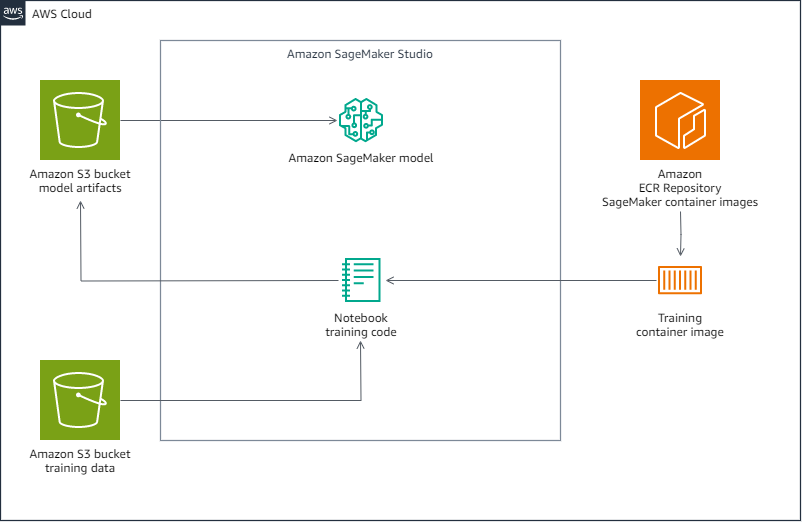 aws
AWS Cloud
Amazon SageMaker Studio
Amazon S3 bucket
model artifacts
Amazon SageMaker model
Amazon
ECR Repository
SageMaker container images
Notebook
training code
Training
container image
Amazon S3 bucket
training data